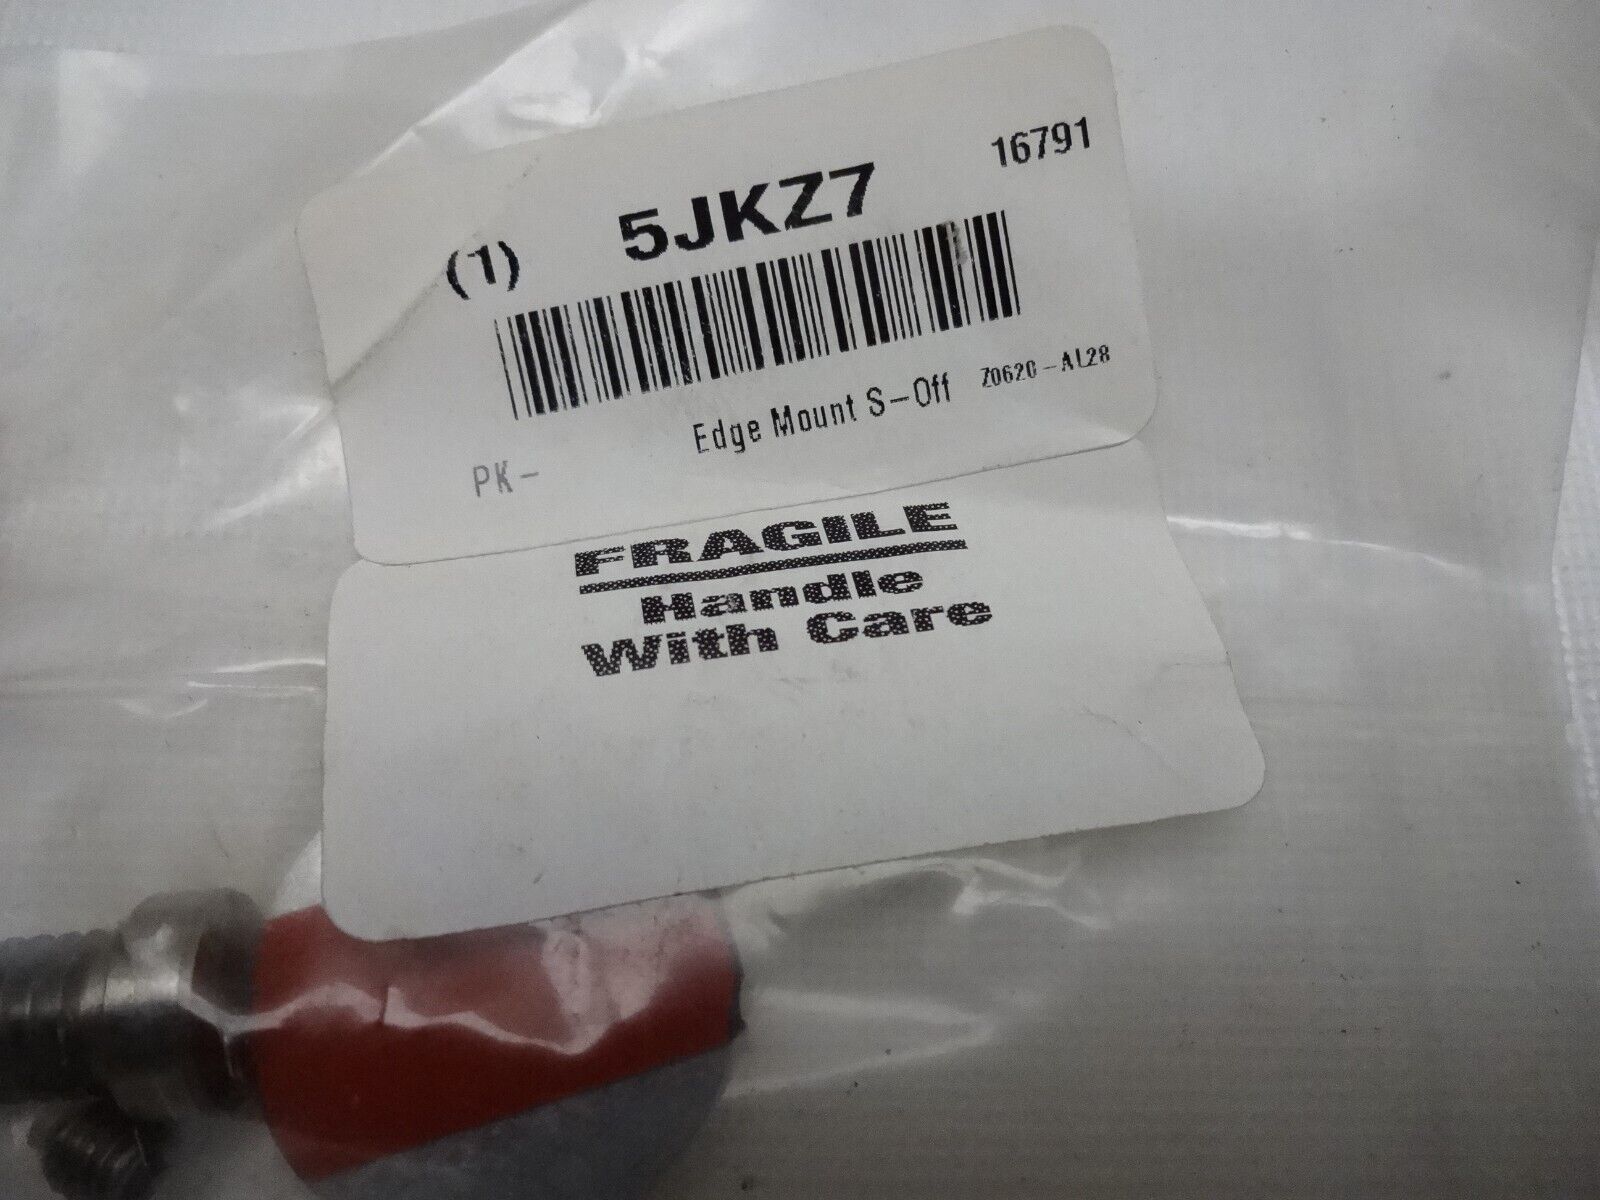 16791
(1) 5JKZ7
Edge Mount S-Off Z0620-AL28
PK-
FRAGILE
Handle
With Care